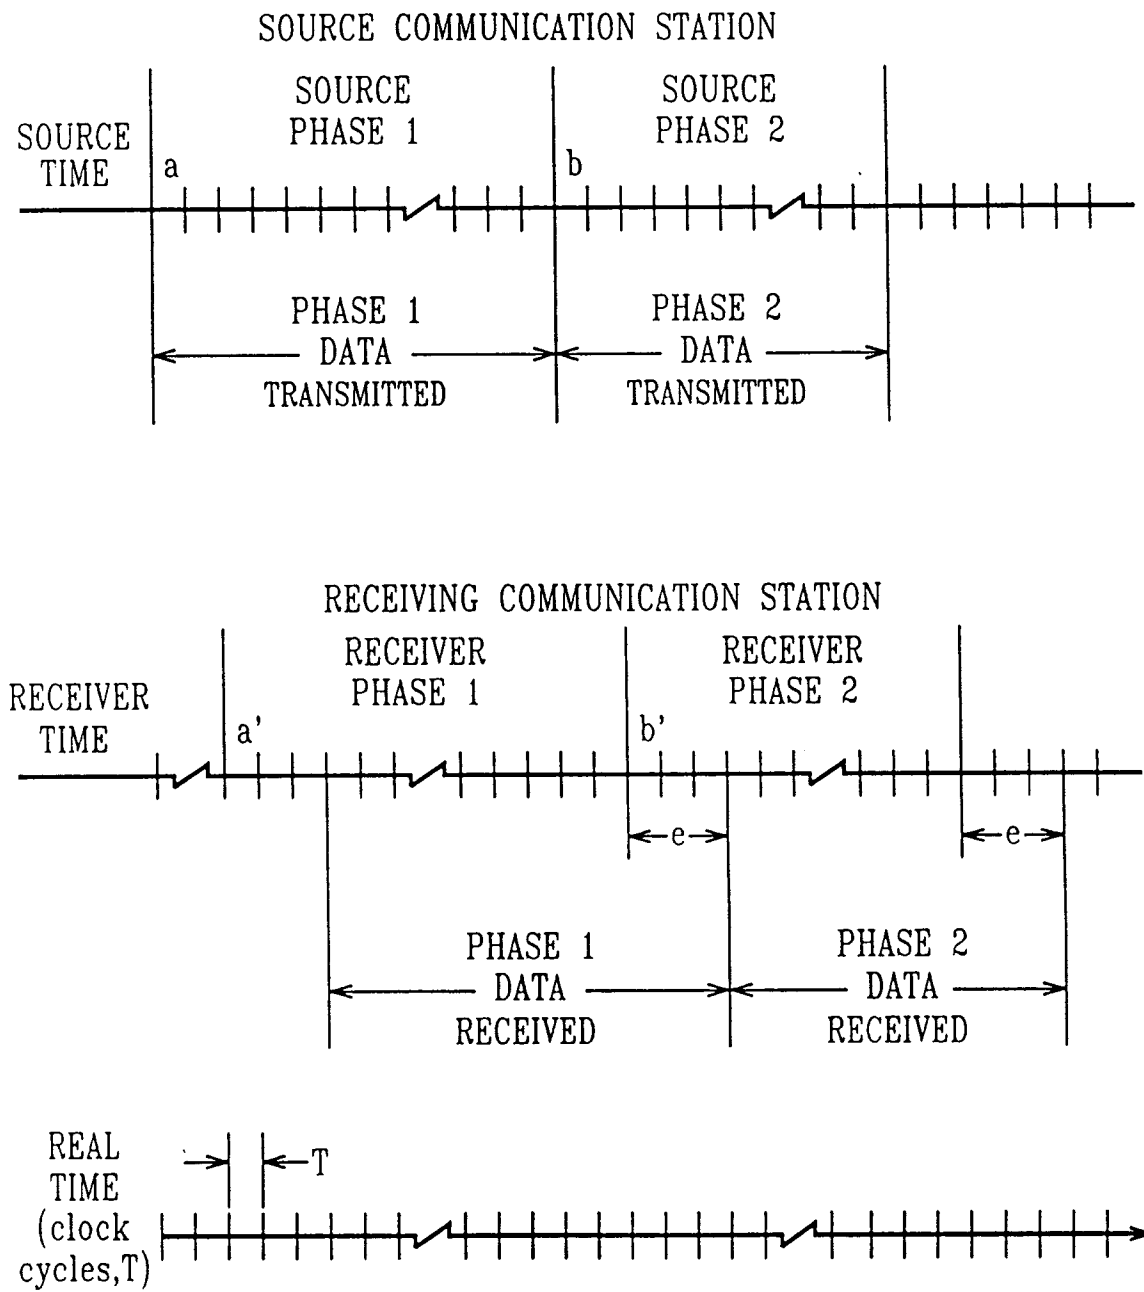 SOURCE COMMUNICATION STATION
SOURCE
PHASE 1
SOURCE
PHASE 2
SOURCE
TIME
a
b
PHASE 1
DATA
TRANSMITTED
PHASE 2
DATA
TRANSMITTED
RECEIVING COMMUNICATION STATION
RECEIVER
PHASE 1
RECEIVER
PHASE 2
RECEIVER
TIME
a'
b'
e
e
PHASE 1
DATA
RECEIVED
PHASE 2
DATA
RECEIVED
REAL
TIME
(clock
cycles,T)
T